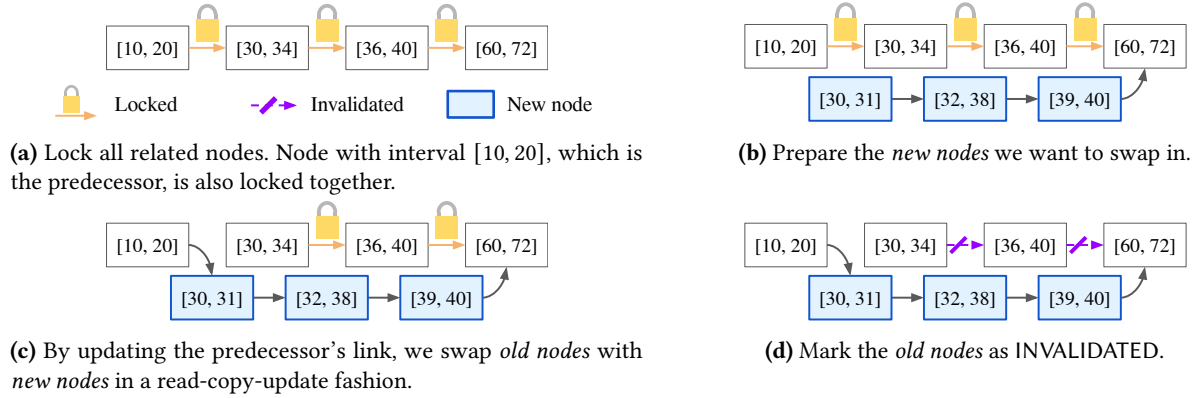 [10, 20] [30, 34] [36, 40] [60, 72]
Locked Invalidated New node
(a) Lock all related nodes. Node with interval [10, 20], which is
the predecessor, is also locked together.
[10, 20] [30, 34] [36, 40] [60, 72]
[30, 31] [32, 38] [39, 40]
(b) Prepare the new nodes we want to swap in.
[10, 20] [30, 34] [36, 40] [60, 72]
[30, 31] [32, 38] [39, 40]
(c) By updating the predecessor's link, we swap old nodes with
new nodes in a read-copy-update fashion.
[10, 20] [30, 34] [36, 40] [60, 72]
[30, 31] [32, 38] [39, 40]
(d) Mark the old nodes as INVALIDATED.